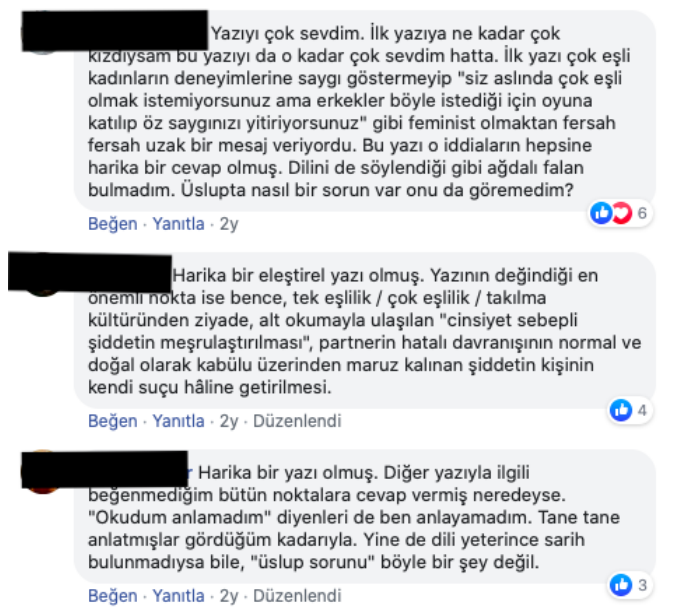 Yazıyı çok sevdim. İlk yazıya ne kadar çok
kızdıysam bu yazıyı da o kadar çok sevdim hatta. İlk yazı çok eşli
kadınların deneyimlerine saygı göstermeyip "siz aslında çok eşli
olmak istemiyorsunuz ama erkekler böyle istediği için oyuna
katılıp öz saygınızı yitiriyorsunuz" gibi feminist olmaktan fersah
fersah uzak bir mesaj veriyordu. Bu yazı o iddiaların hepsine
harika bir cevap olmuş. Dilini de söylendiği gibi ağdalı falan
bulmadım. Üslupta nasıl bir sorun var onu da göremedim?
6
Beğen · Yanıtla · 2y
Harika bir eleştirel yazı olmuş. Yazının değindiği en
önemli nokta ise bence, tek eşlilik / çok eşlilik / takılma
kültüründen ziyade, alt okumayla ulaşılan "cinsiyet sebepli
şiddetin meşrulaştırılması", partnerin hatalı davranışının normal ve
doğal olarak kabülu üzerinden maruz kalınan şiddetin kişinin
kendi suçu hâline getirilmesi.
4
Beğen · Yanıtla · 2y · Düzenlendi
r Harika bir yazı olmuş. Diğer yazıyla ilgili
beğenmediğim bütün noktalara cevap vermiş neredeyse.
"Okudum anlamadım" diyenleri de ben anlayamadım. Tane tane
anlatmışlar gördüğüm kadarıyla. Yine de dili yeterince sarih
bulunmadıysa bile, "üslup sorunu" böyle bir şey değil.
3
Beğen · Yanıtla · 2y · Düzenlendi